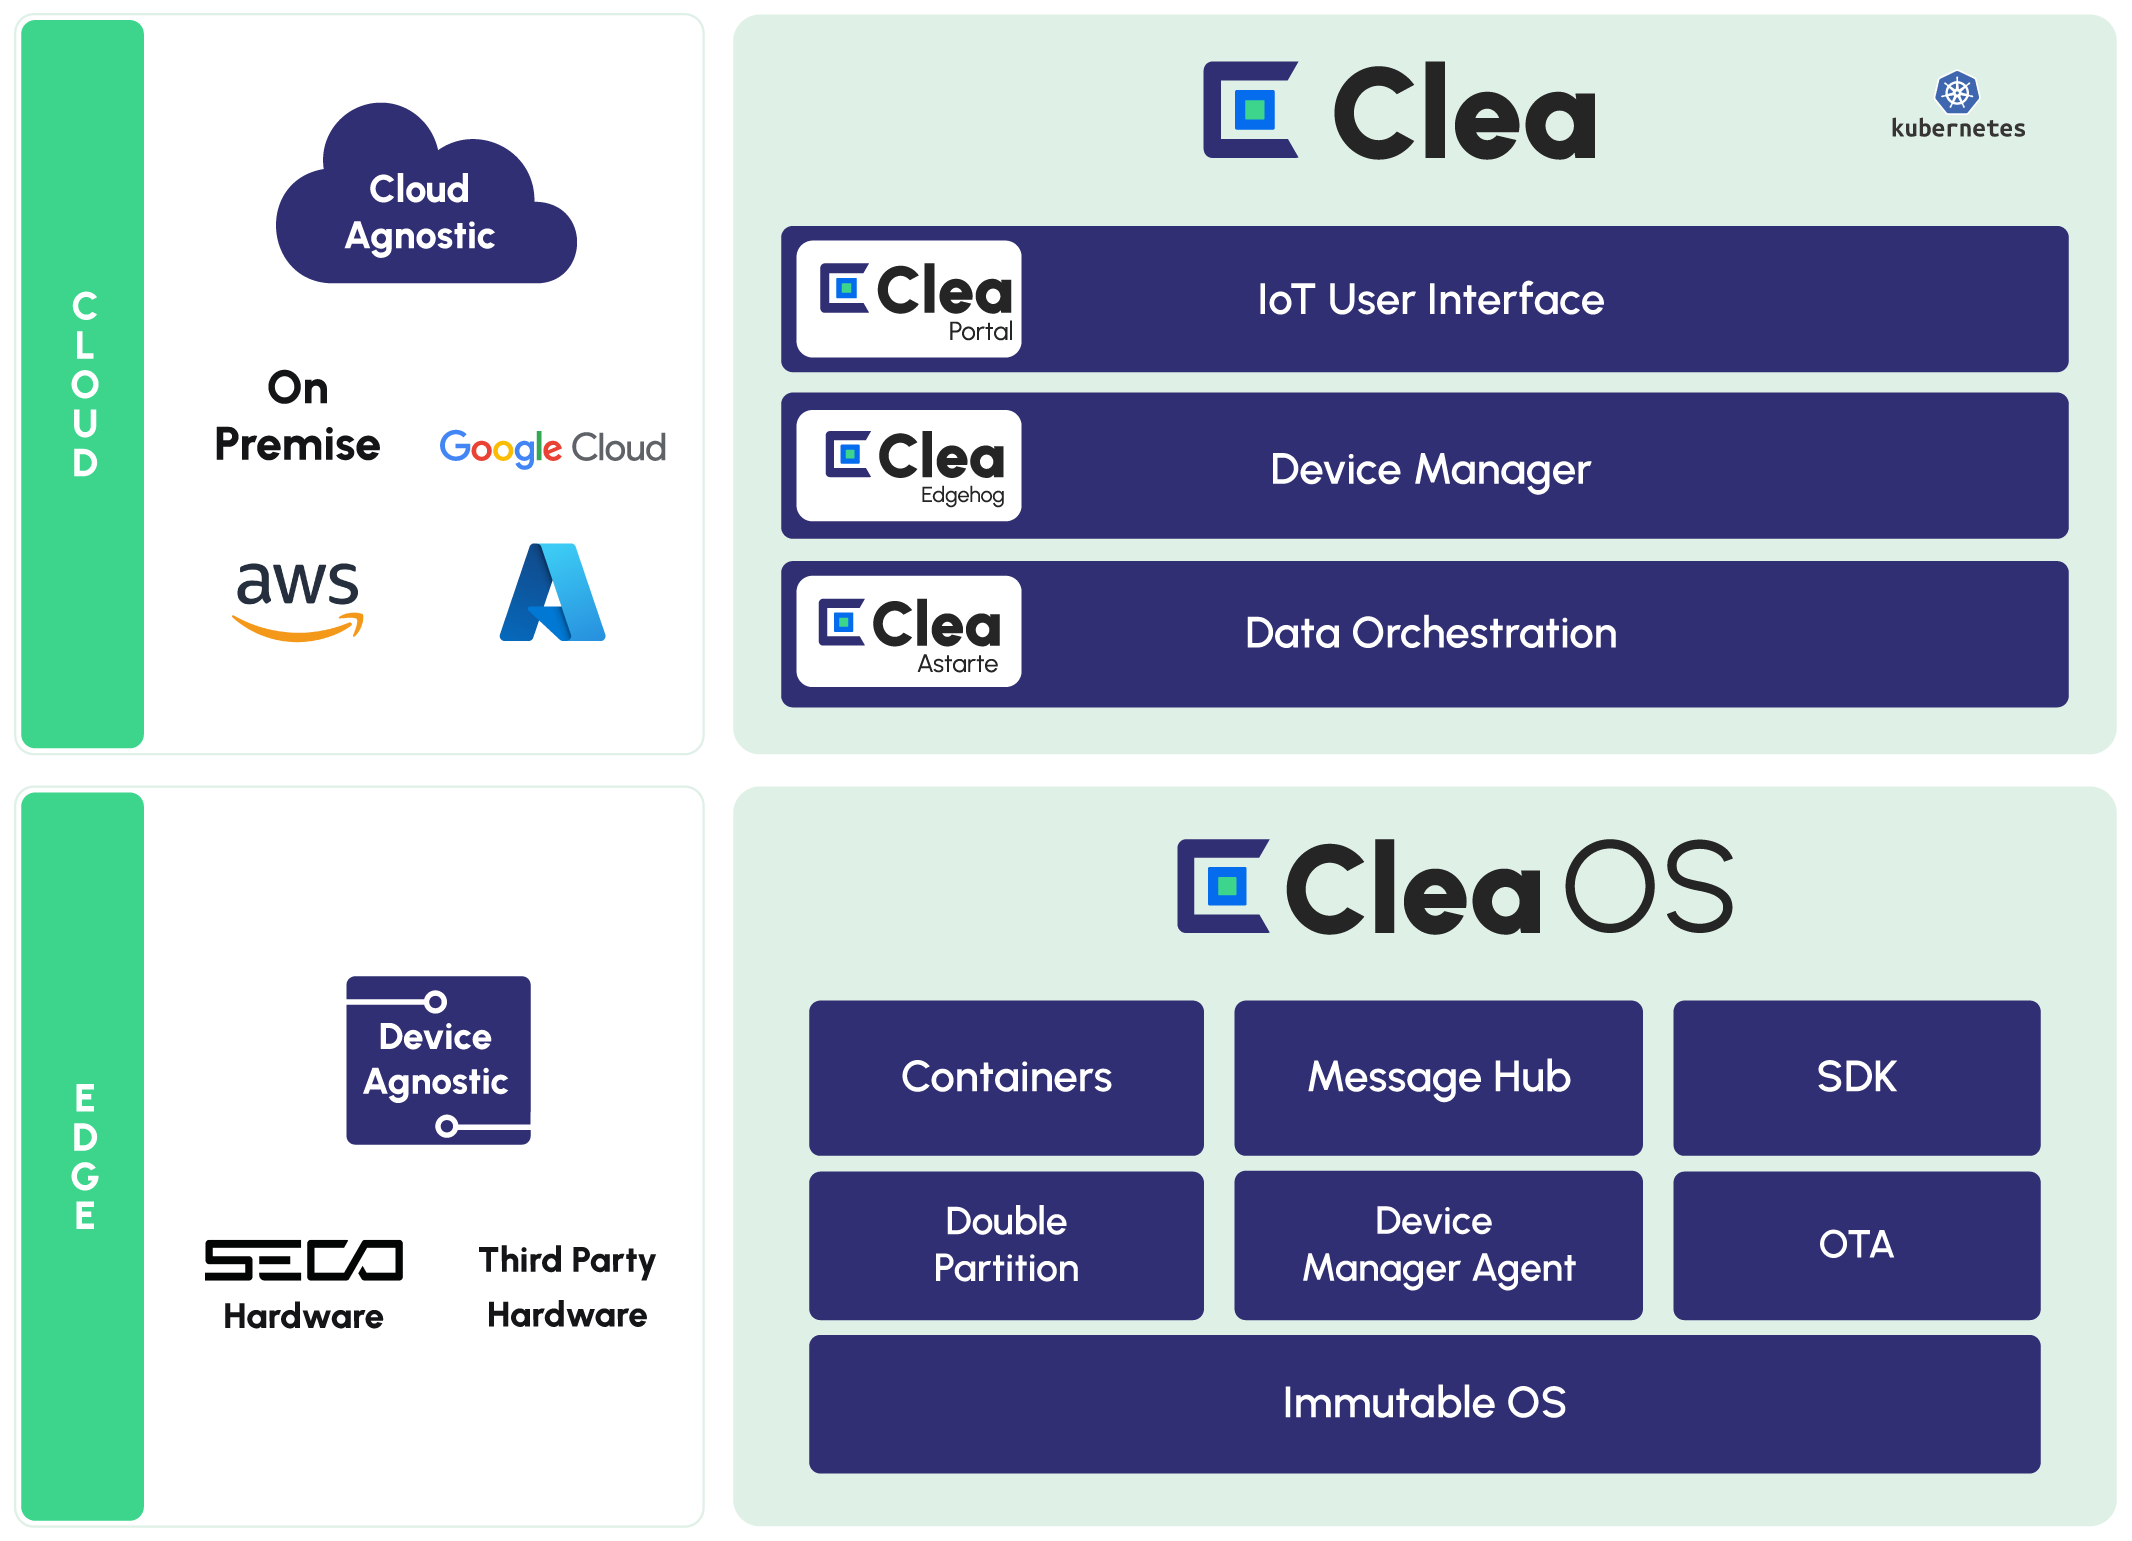 CLOUD
Cloud
Agnostic
On
Premise
Google Cloud
aws
Clea
kubernetes
Clea
Portal
IoT User Interface
Clea
Edgehog
Device Manager
Clea
Astarte
Data Orchestration
EDGE
Device
Agnostic
SECO
Hardware
Third Party
Hardware
Clea OS
Containers
Message Hub
SDK
Double
Partition
Device
Manager Agent
OTA
Immutable OS